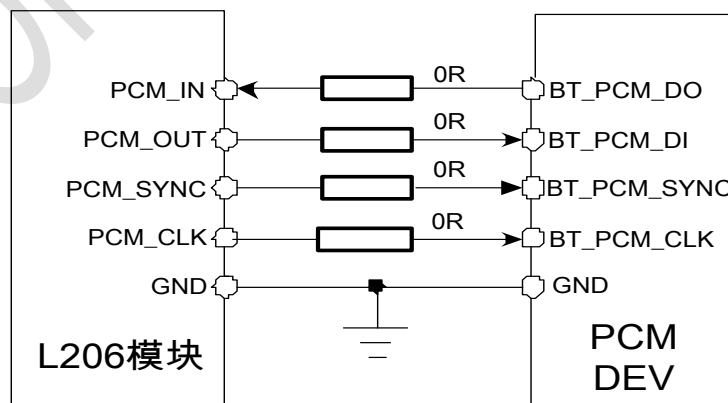 PCM_IN 0R BT_PCM_DO
PCM_OUT 0R BT_PCM_DI
PCM_SYNC 0R BT_PCM_SYNC
PCM_CLK 0R BT_PCM_CLK
GND GND
L206模块
PCM
DEV